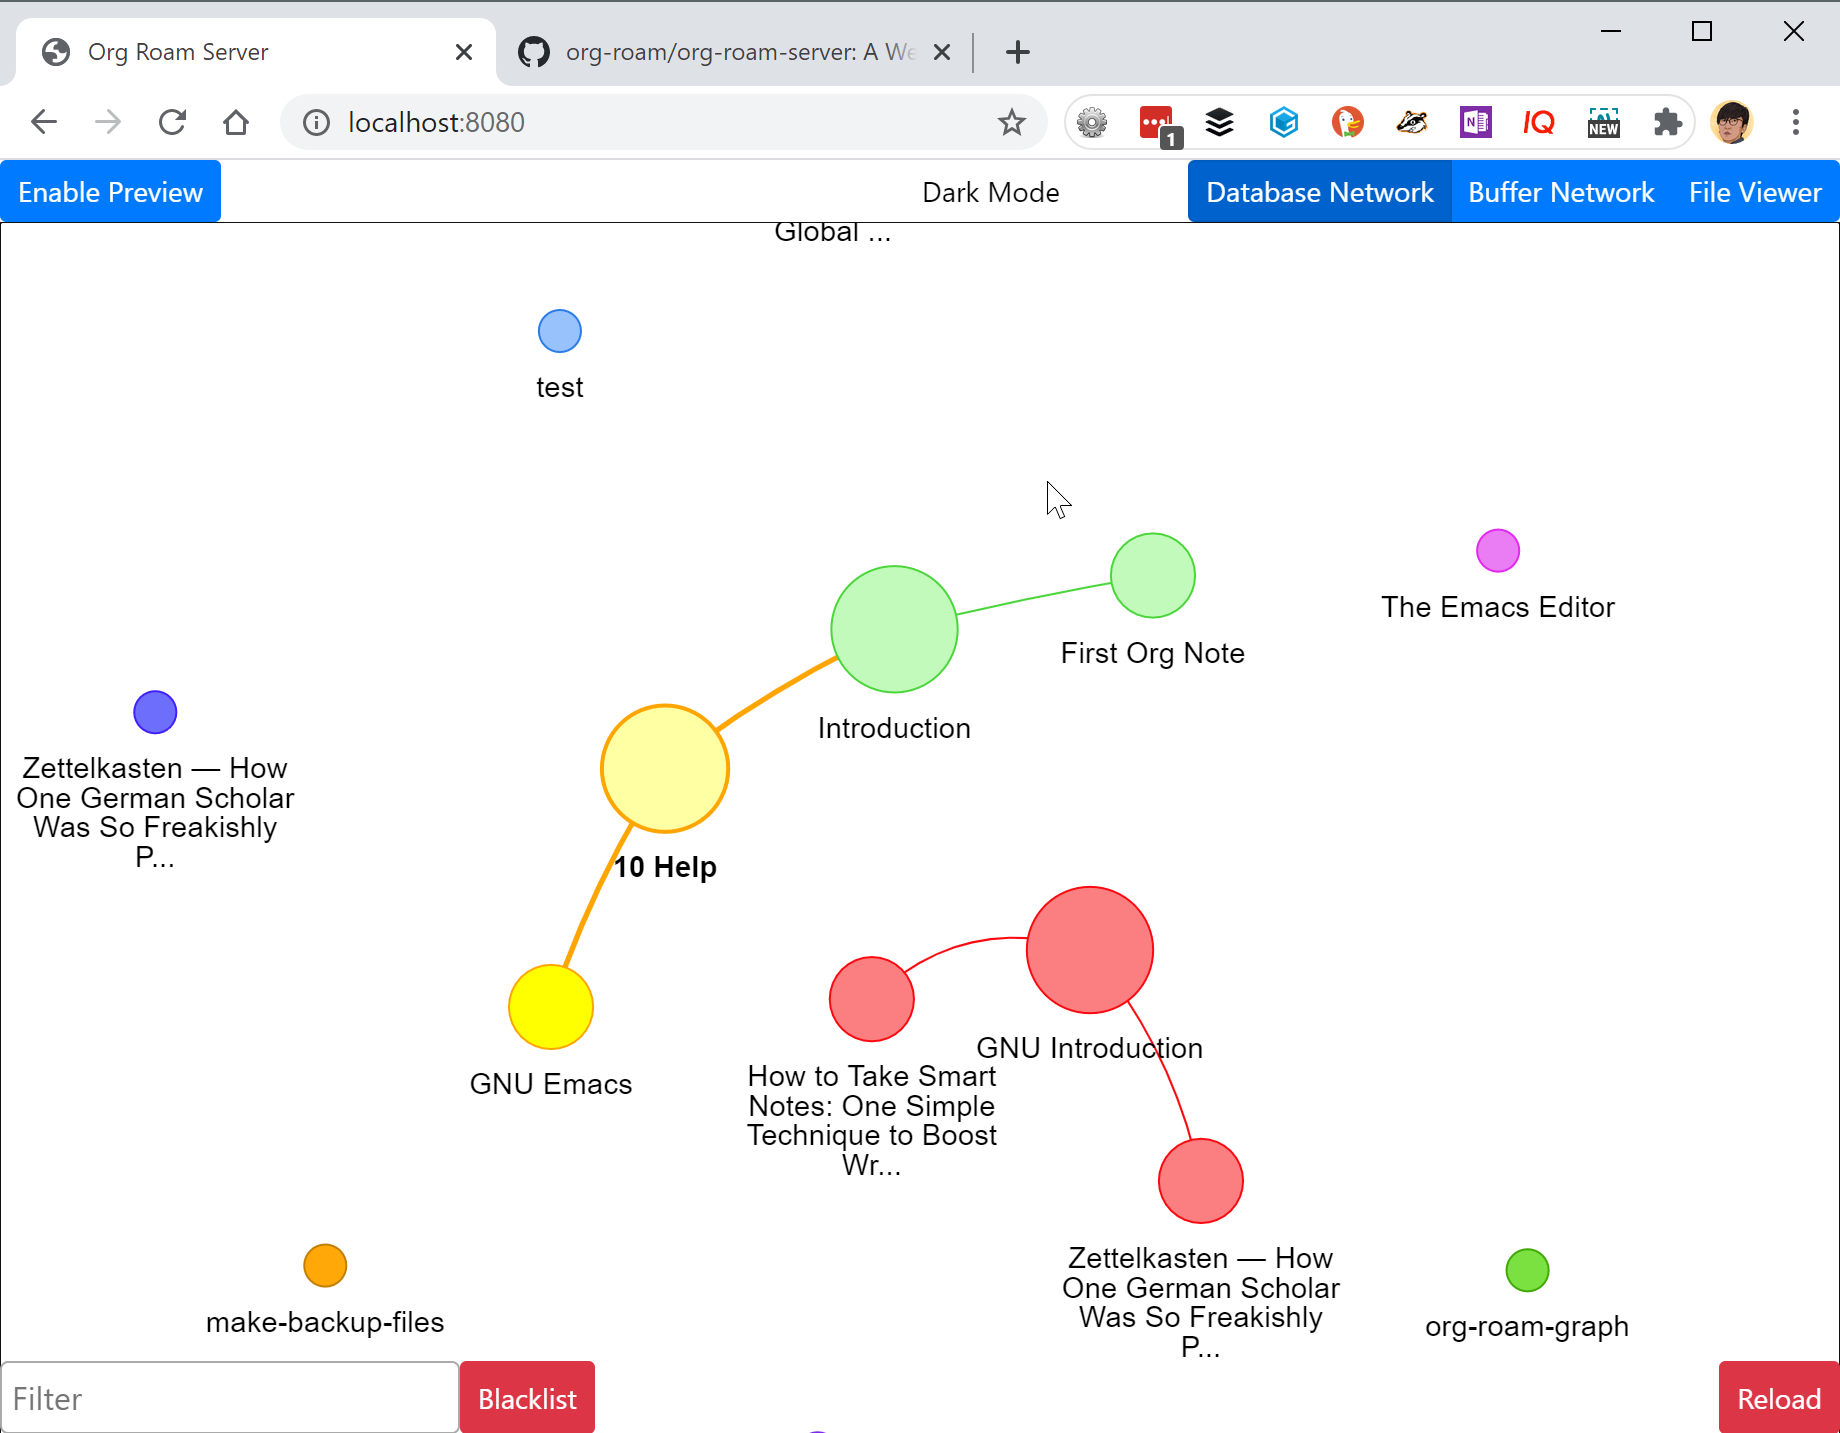 Org Roam Server
org-roam/org-roam-server: A We
localhost:8080
1
IQ
NEW
Enable Preview
Dark Mode
Database Network
Buffer Network
File Viewer
Global ...
test
First Org Note
The Emacs Editor
Introduction
Zettelkasten — How
One German Scholar
Was So Freakishly
P...
10 Help
GNU Emacs
GNU Introduction
How to Take Smart
Notes: One Simple
Technique to Boost
Wr...
Zettelkasten — How
One German Scholar
Was So Freakishly
P...
make-backup-files
org-roam-graph
Filter
Blacklist
Reload